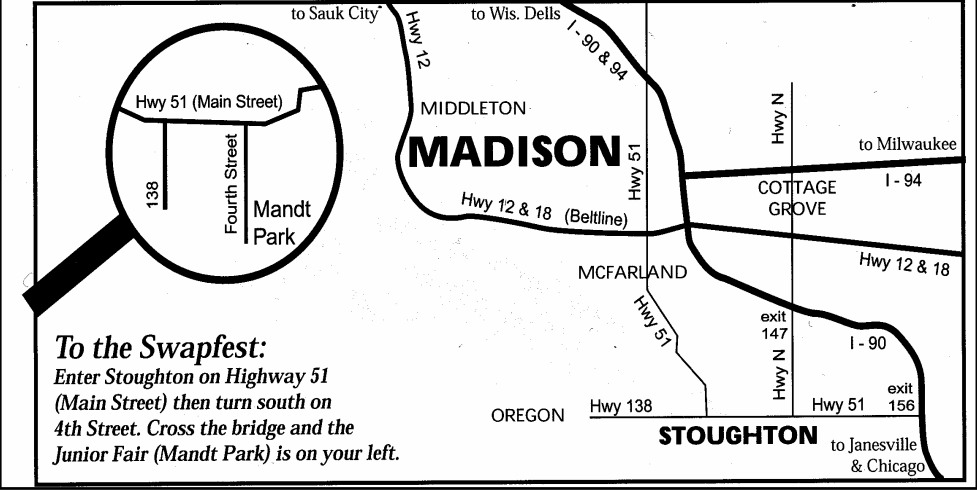 to Sauk City
to Wis. Dells
Hwy 12
I - 90 & 94
Hwy 51 (Main Street)
138
Fourth Street
Mandt
Park
MIDDLETON
MADISON
Hwy 51
Hwy N
to Milwaukee
I - 94
COTTAGE
GROVE
Hwy 12 & 18 (Beltline)
Hwy 12 & 18
MCFARLAND
Hwy 51
exit
147
Hwy N
I - 90
To the Swapfest:
Enter Stoughton on Highway 51
(Main Street) then turn south on
4th Street. Cross the bridge and the
Junior Fair (Mandt Park) is on your left.
OREGON
Hwy 138
Hwy 51
exit
156
STOUGHTON
to Janesville
& Chicago